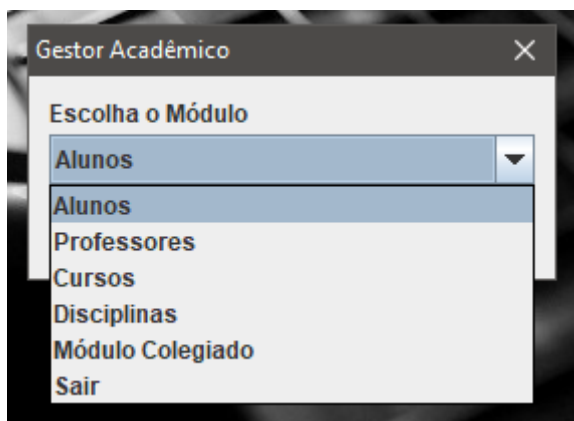 Gestor Acadêmico
Escolha o Módulo
Alunos
Alunos
Professores
Cursos
Disciplinas
Módulo Colegiado
Sair